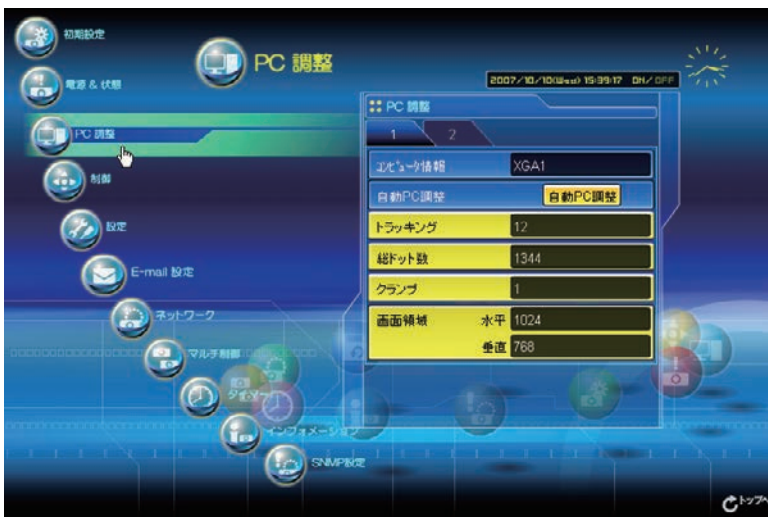 初期設定
PC 調整
電源 & 状態
2007/10/10(Wed) 15:39:17 ON/OFF
PC 調整
PC 調整
1 2
コンピュータ情報 XGA1
自動PC調整 自動PC調整
トラッキング 12
総ドット数 1344
クランプ 1
画面領域 水平 1024
垂直 768
制御
設定
E-mail 設定
ネットワーク
マルチ制御
タイマー
インフォメーション
SNMP設定
トップへ